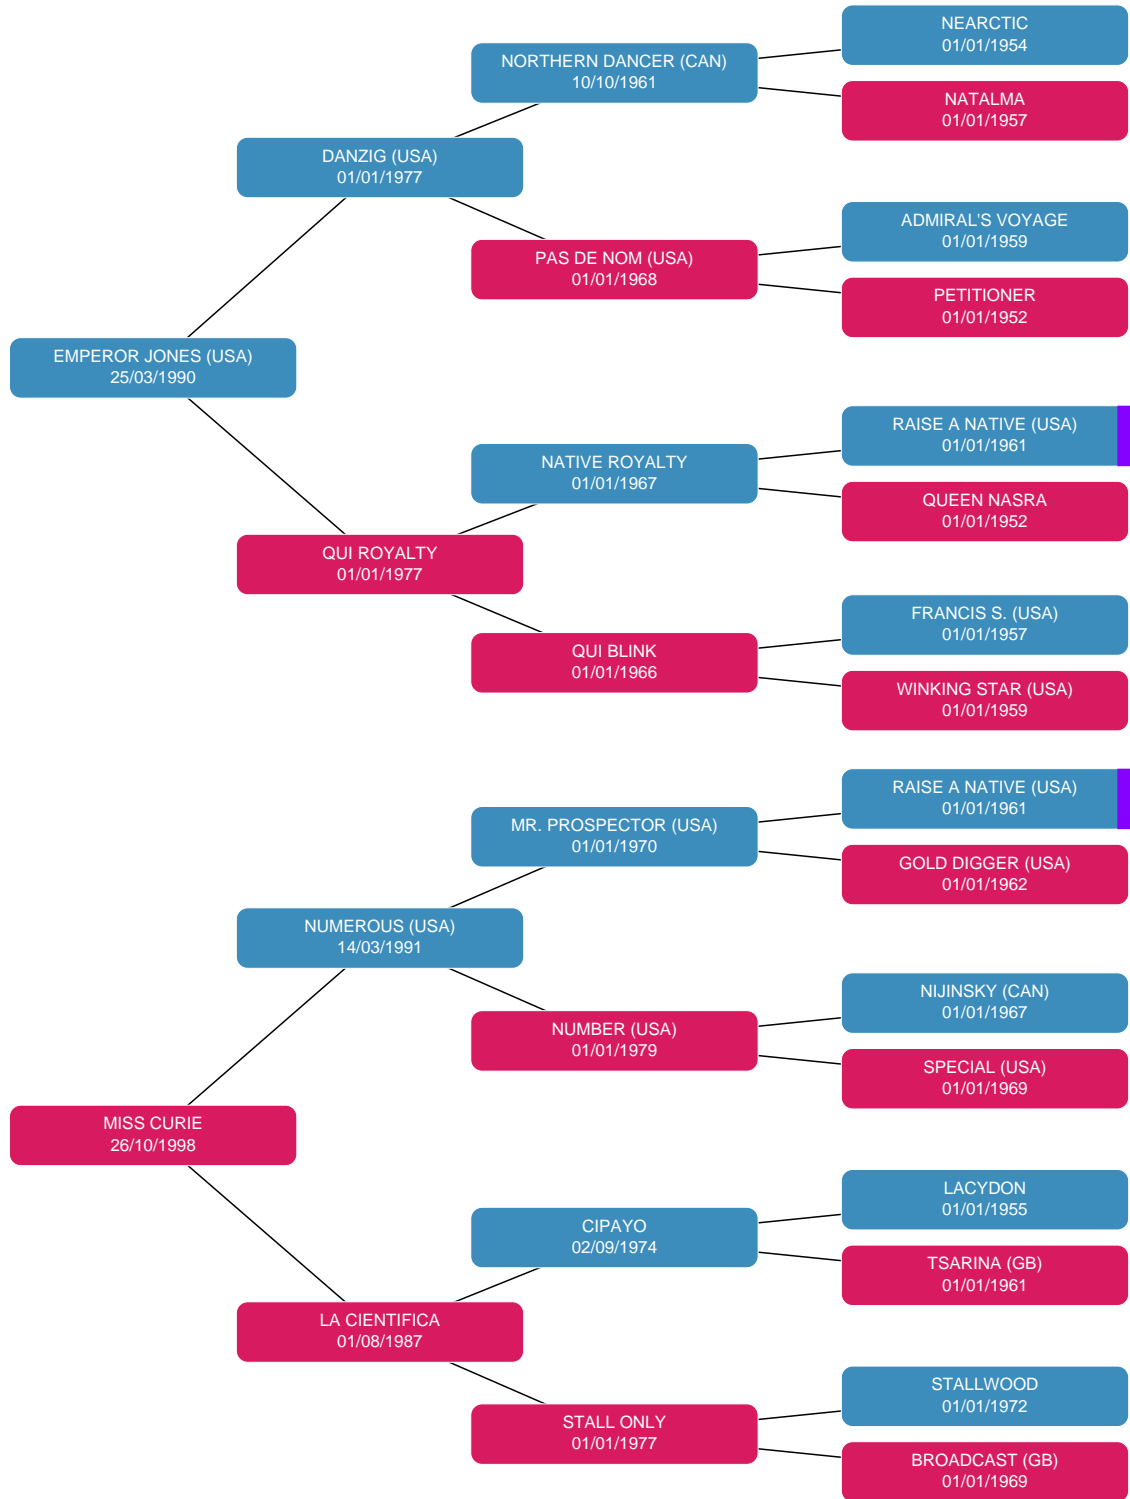 NEARCTIC
01/01/1954
NORTHERN DANCER (CAN)
10/10/1961
NATALMA
01/01/1957
DANZIG (USA)
01/01/1977
ADMIRAL'S VOYAGE
01/01/1959
PAS DE NOM (USA)
01/01/1968
PETITIONER
01/01/1952
EMPEROR JONES (USA)
25/03/1990
RAISE A NATIVE (USA)
01/01/1961
NATIVE ROYALTY
01/01/1967
QUEEN NASRA
01/01/1952
QUI ROYALTY
01/01/1977
FRANCIS S. (USA)
01/01/1957
QUI BLINK
01/01/1966
WINKING STAR (USA)
01/01/1959
RAISE A NATIVE (USA)
01/01/1961
MR. PROSPECTOR (USA)
01/01/1970
GOLD DIGGER (USA)
01/01/1962
NUMEROUS (USA)
14/03/1991
NIJINSKY (CAN)
01/01/1967
NUMBER (USA)
01/01/1979
SPECIAL (USA)
01/01/1969
MISS CURIE
26/10/1998
LACYDON
01/01/1955
CIPAYO
02/09/1974
TSARINA (GB)
01/01/1961
LA CIENTIFICA
01/08/1987
STALLWOOD
01/01/1972
STALL ONLY
01/01/1977
BROADCAST (GB)
01/01/1969